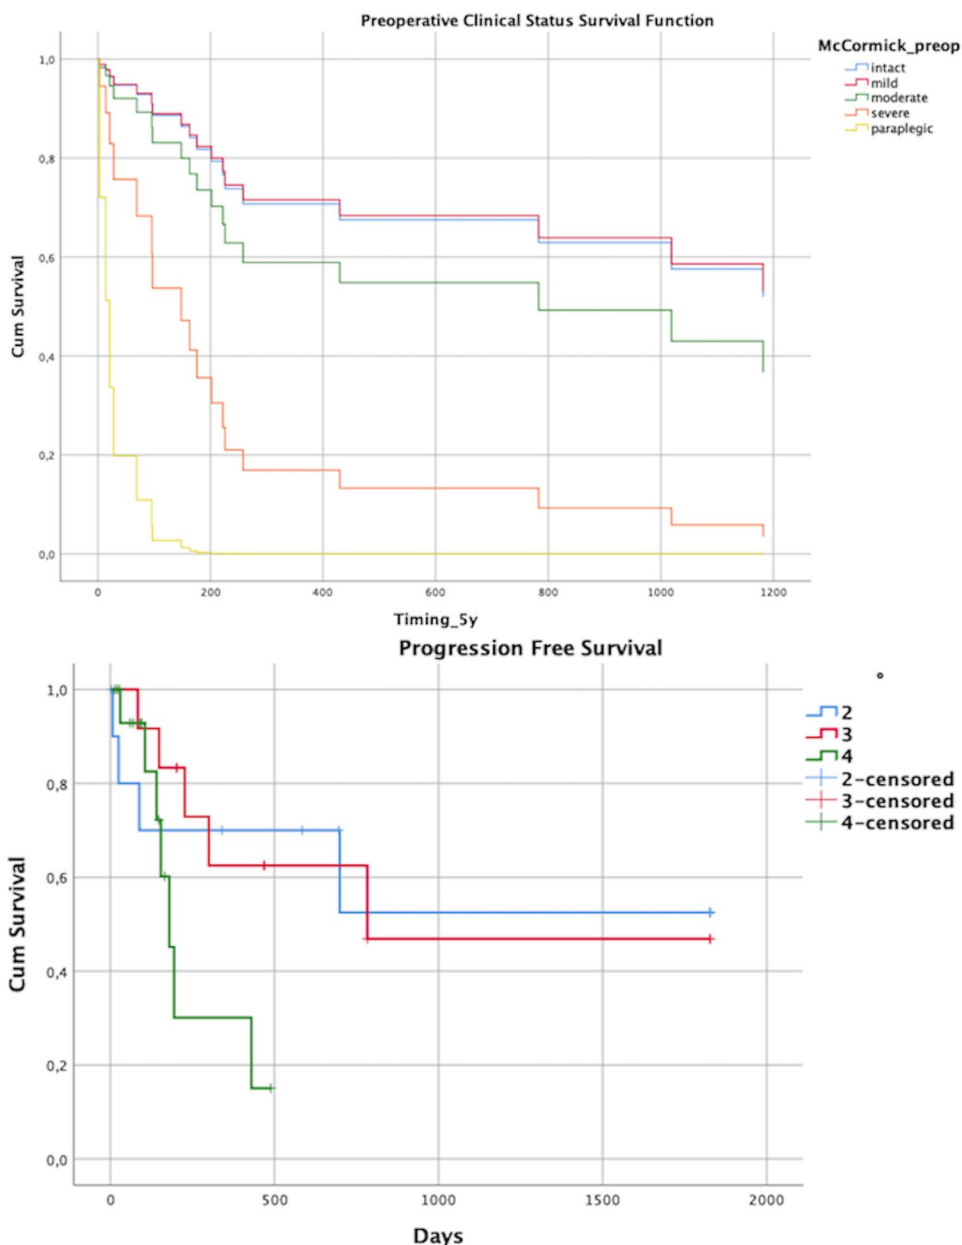 Preoperative Clinical Status Survival Function
McCormick_preop
intact
mild
moderate
severe
paraplegic
Cum Survival
1,0
0,8
0,6
0,4
0,2
0,0
0 200 400 600 800 1000 1200
Timing_5y
Progression Free Survival
2
3
4
2-censored
3-censored
4-censored
Cum Survival
1,0
0,8
0,6
0,4
0,2
0,0
0 500 1000 1500 2000
Days